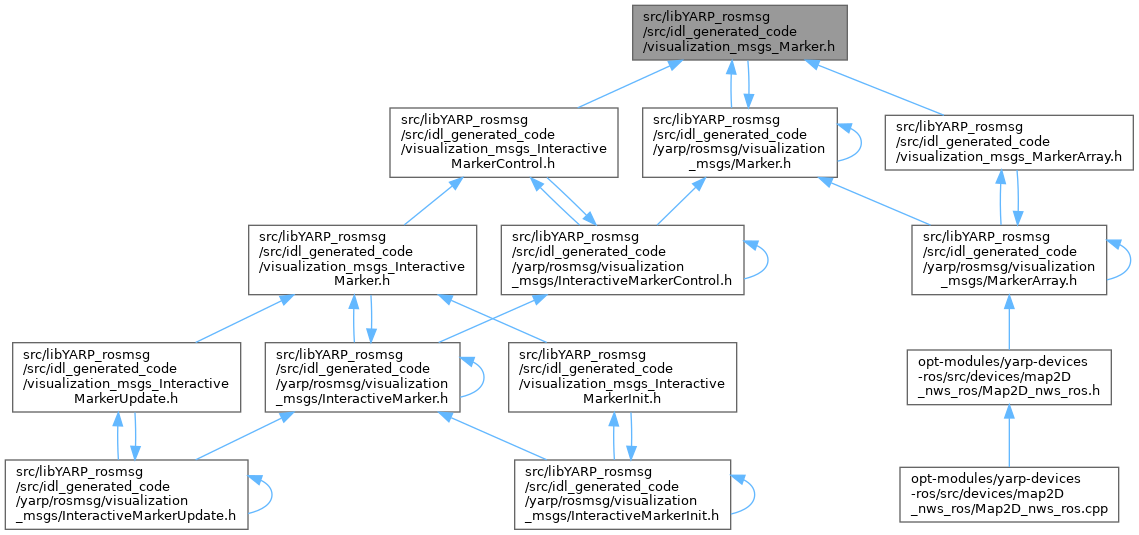 src/libYARP_rosmsg
/src/idl_generated_code
/visualization_msgs_Marker.h
src/libYARP_rosmsg
/src/idl_generated_code
/visualization_msgs_Interactive
MarkerControl.h
src/libYARP_rosmsg
/src/idl_generated_code
/yarp/rosmsg/visualization
_msgs/Marker.h
src/libYARP_rosmsg
/src/idl_generated_code
/visualization_msgs_MarkerArray.h
src/libYARP_rosmsg
/src/idl_generated_code
/visualization_msgs_Interactive
Marker.h
src/libYARP_rosmsg
/src/idl_generated_code
/yarp/rosmsg/visualization
_msgs/InteractiveMarkerControl.h
src/libYARP_rosmsg
/src/idl_generated_code
/yarp/rosmsg/visualization
_msgs/MarkerArray.h
src/libYARP_rosmsg
/src/idl_generated_code
/visualization_msgs_Interactive
MarkerUpdate.h
src/libYARP_rosmsg
/src/idl_generated_code
/yarp/rosmsg/visualization
_msgs/InteractiveMarker.h
src/libYARP_rosmsg
/src/idl_generated_code
/visualization_msgs_Interactive
MarkerInit.h
opt-modules/yarp-devices
-ros/src/devices/map2D
_nws_ros/Map2D_nws_ros.h
src/libYARP_rosmsg
/src/idl_generated_code
/yarp/rosmsg/visualization
_msgs/InteractiveMarkerUpdate.h
src/libYARP_rosmsg
/src/idl_generated_code
/yarp/rosmsg/visualization
_msgs/InteractiveMarkerInit.h
opt-modules/yarp-devices
-ros/src/devices/map2D
_nws_ros/Map2D_nws_ros.cpp